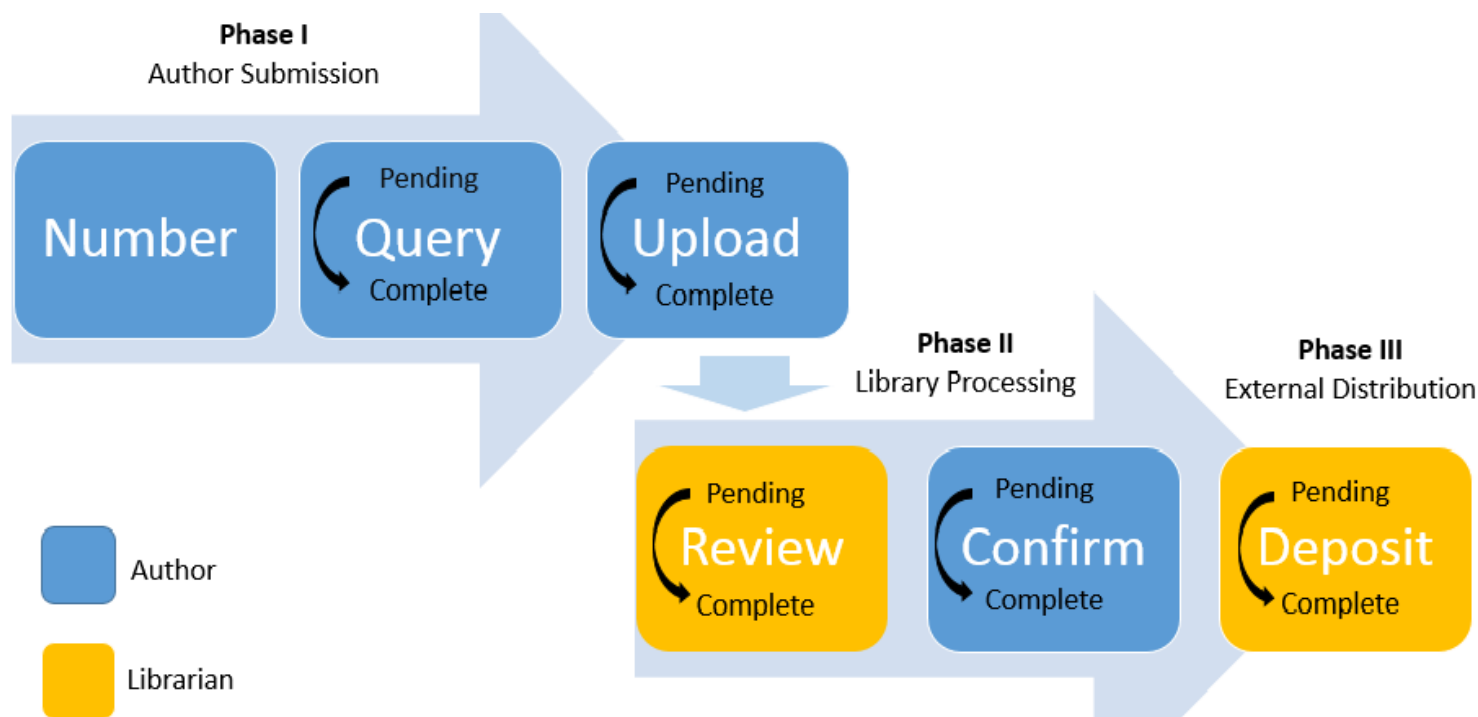 Phase I
Author Submission
Number
Pending
Query
Complete
Pending
Upload
Complete
Phase II
Library Processing
Phase III
External Distribution
Pending
Review
Complete
Pending
Confirm
Complete
Pending
Deposit
Complete
Author
Librarian